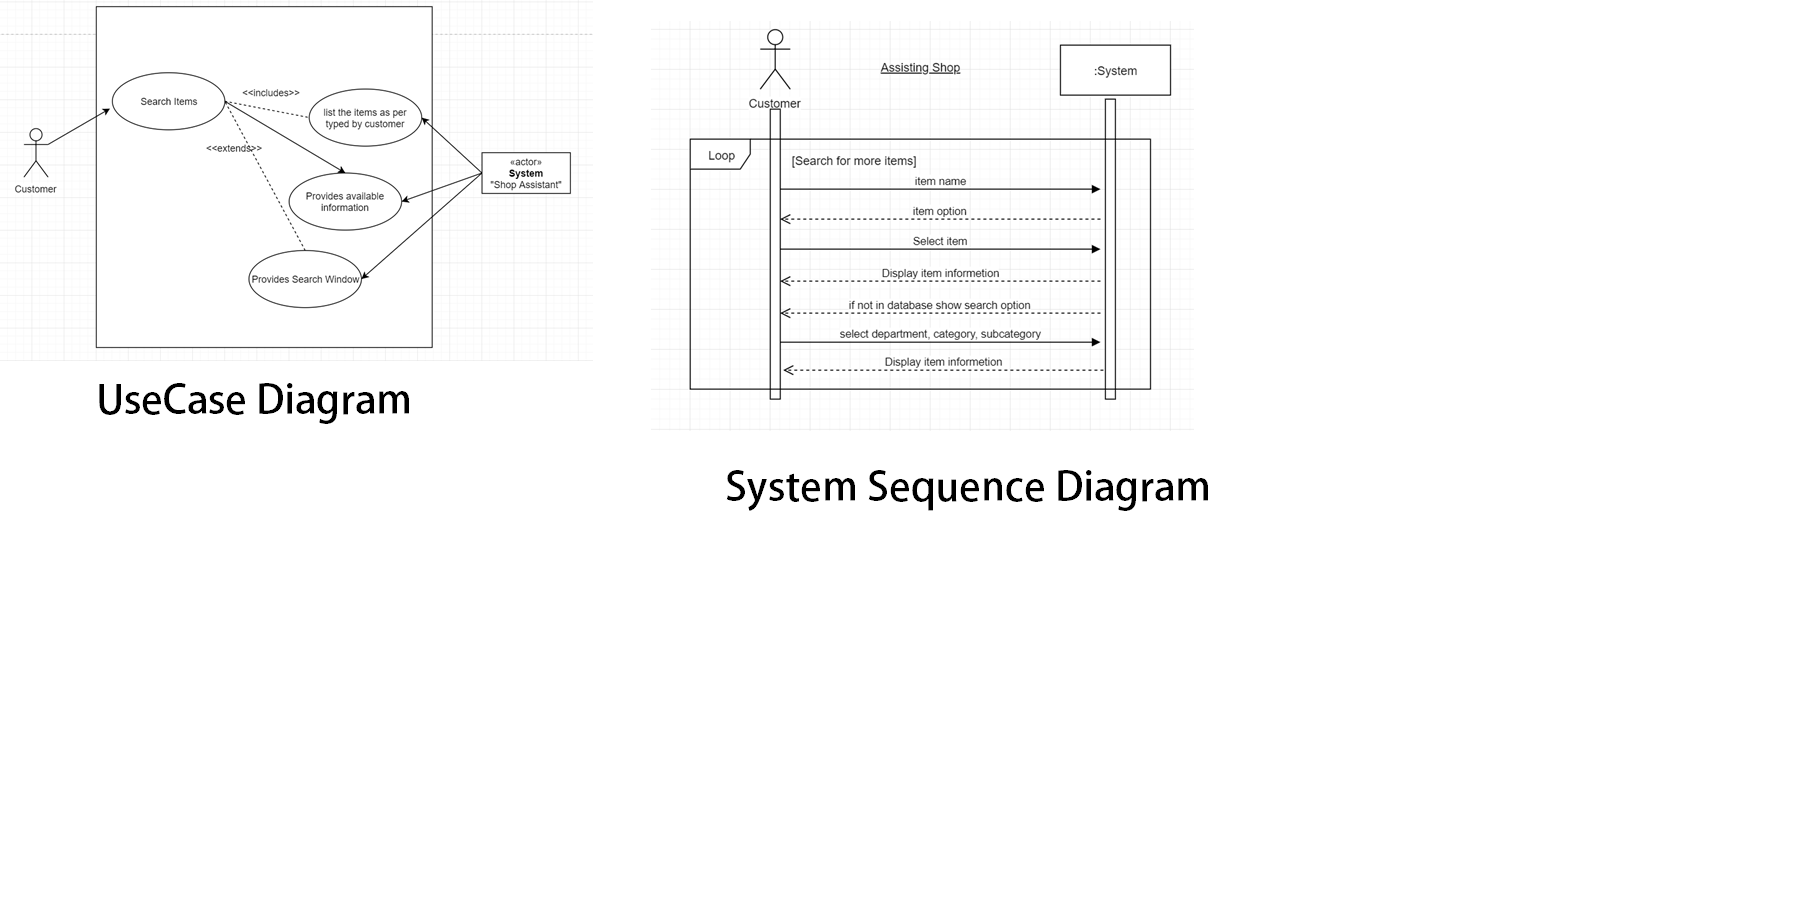 Search Items
<<includes>>
list the items as per
typed by customer
<<extends>>
«actor»
System
"Shop Assistant"
Customer
Provides available
information
Provides Search Window
UseCase Diagram
Assisting Shop
:System
Customer
Loop
[Search for more items]
item name
item option
Select item
Display item informetion
if not in database show search option
select department, category, subcategory
Display item informetion
System Sequence Diagram